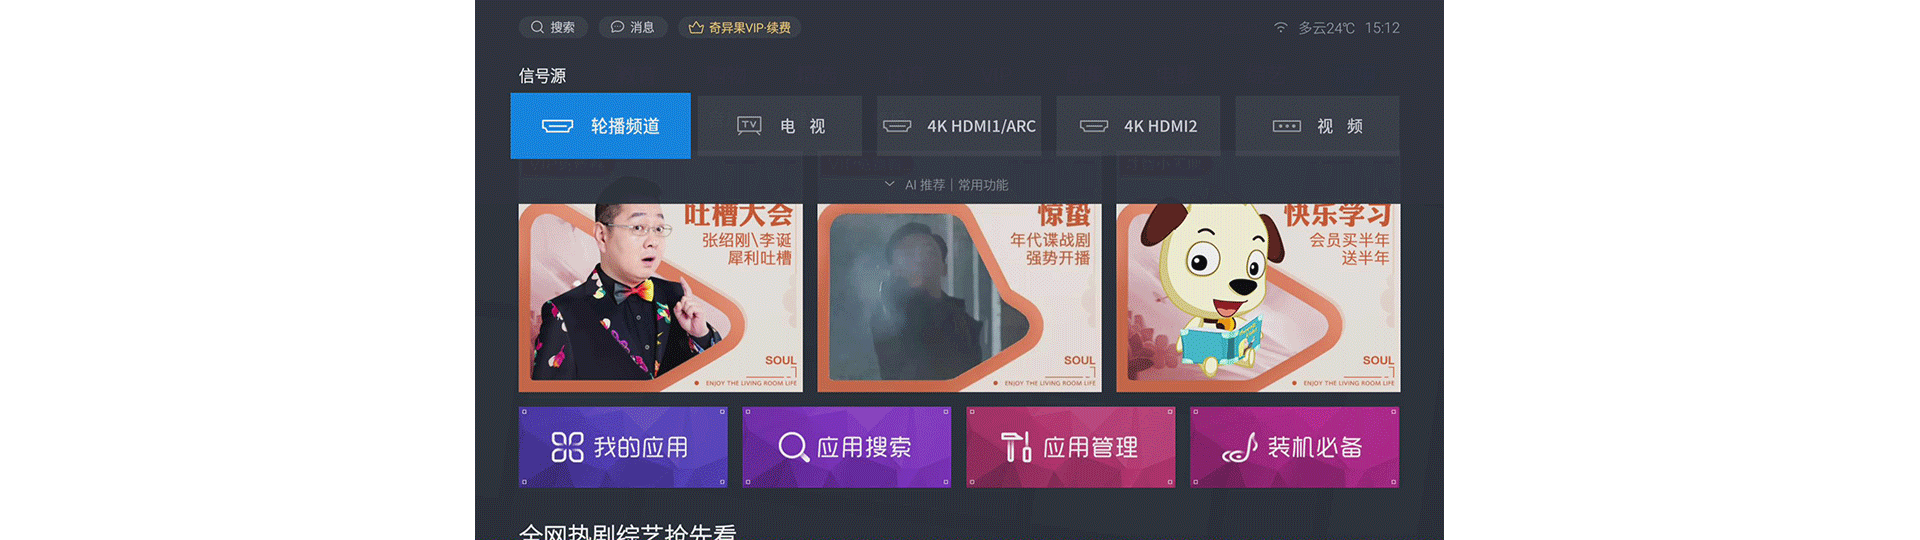 搜索
消息
奇异果VIP·续费
多云24℃ 15:12
信号源
轮播频道
TV
电 视
4K HDMI1/ARC
4K HDMI2
视 频
AI 推荐 | 常用功能
吐槽大会
张绍刚\李诞
犀利吐槽
SOUL
ENJOY THE LIVING ROOM LIFE
惊蛰
年代谍战剧
强势开播
SOUL
ENJOY THE LIVING ROOM LIFE
快乐学习
会员买半年
送半年
SOUL
ENJOY THE LIVING ROOM LIFE
我的应用
应用搜索
应用管理
装机必备
全网热剧综艺抢先看